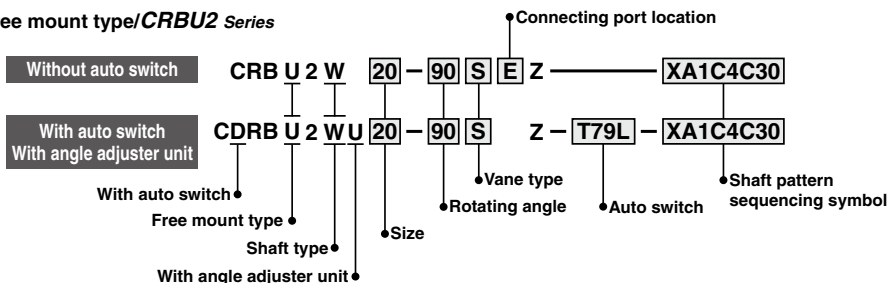 ee mount type/CRBU2 Series
Connecting port location
Without auto switch
CRB U 2 W 20 – 90 S E Z – XA1C4C30
With auto switch
With angle adjuster unit
CDRB U 2 W U 20 – 90 S Z – T79L – XA1C4C30
With auto switch
Free mount type
Shaft type
With angle adjuster unit
Size
Rotating angle
Vane type
Auto switch
Shaft pattern
sequencing symbol